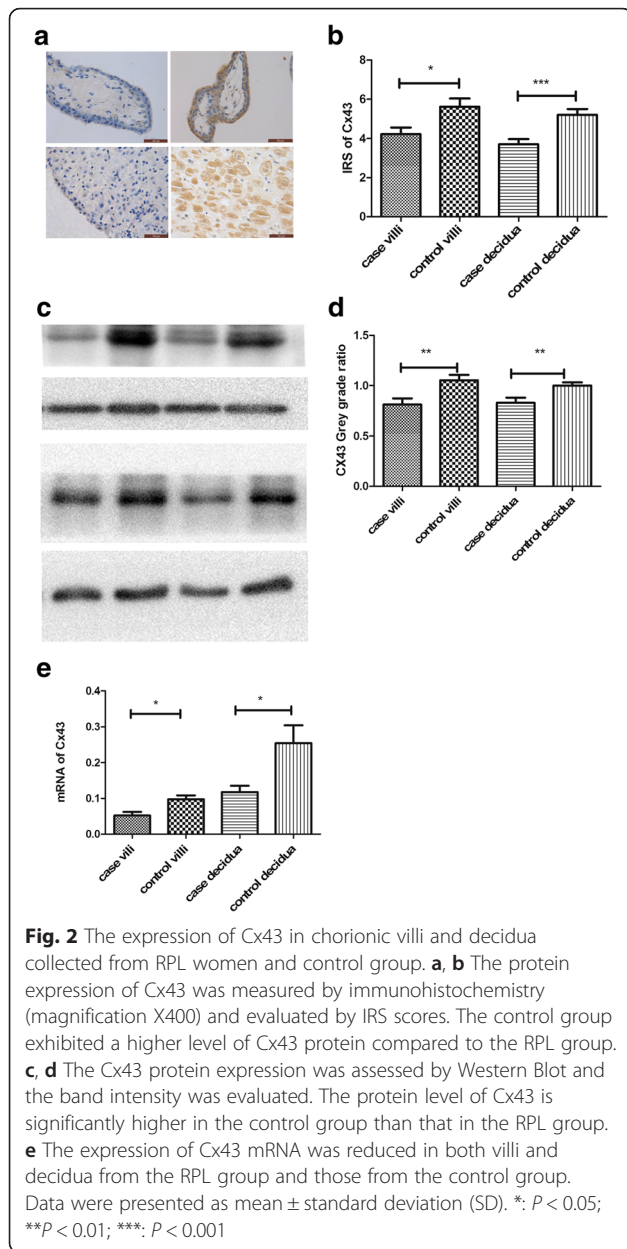 a
b
IRS of Cx43
8
6
4
2
0
*
***
case villi
control villi
case decidua
control decidua
c
d
CX43 Grey grade ratio
1.5
1.0
0.5
0.0
**
**
case villi
control villi
case decidua
control decidua
e
mRNA of Cx43
0.4
0.3
0.2
0.1
0.0
*
*
case vili
control villi
case decidua
control decidua
Fig. 2 The expression of Cx43 in chorionic villi and decidua
collected from RPL women and control group. a, b The protein
expression of Cx43 was measured by immunohistochemistry
(magnification X400) and evaluated by IRS scores. The control group
exhibited a higher level of Cx43 protein compared to the RPL group.
c, d The Cx43 protein expression was assessed by Western Blot and
the band intensity was evaluated. The protein level of Cx43 is
significantly higher in the control group than that in the RPL group.
e The expression of Cx43 mRNA was reduced in both villi and
decidua from the RPL group and those from the control group.
Data were presented as mean ± standard deviation (SD). *: P < 0.05;
**P < 0.01; ***: P < 0.001